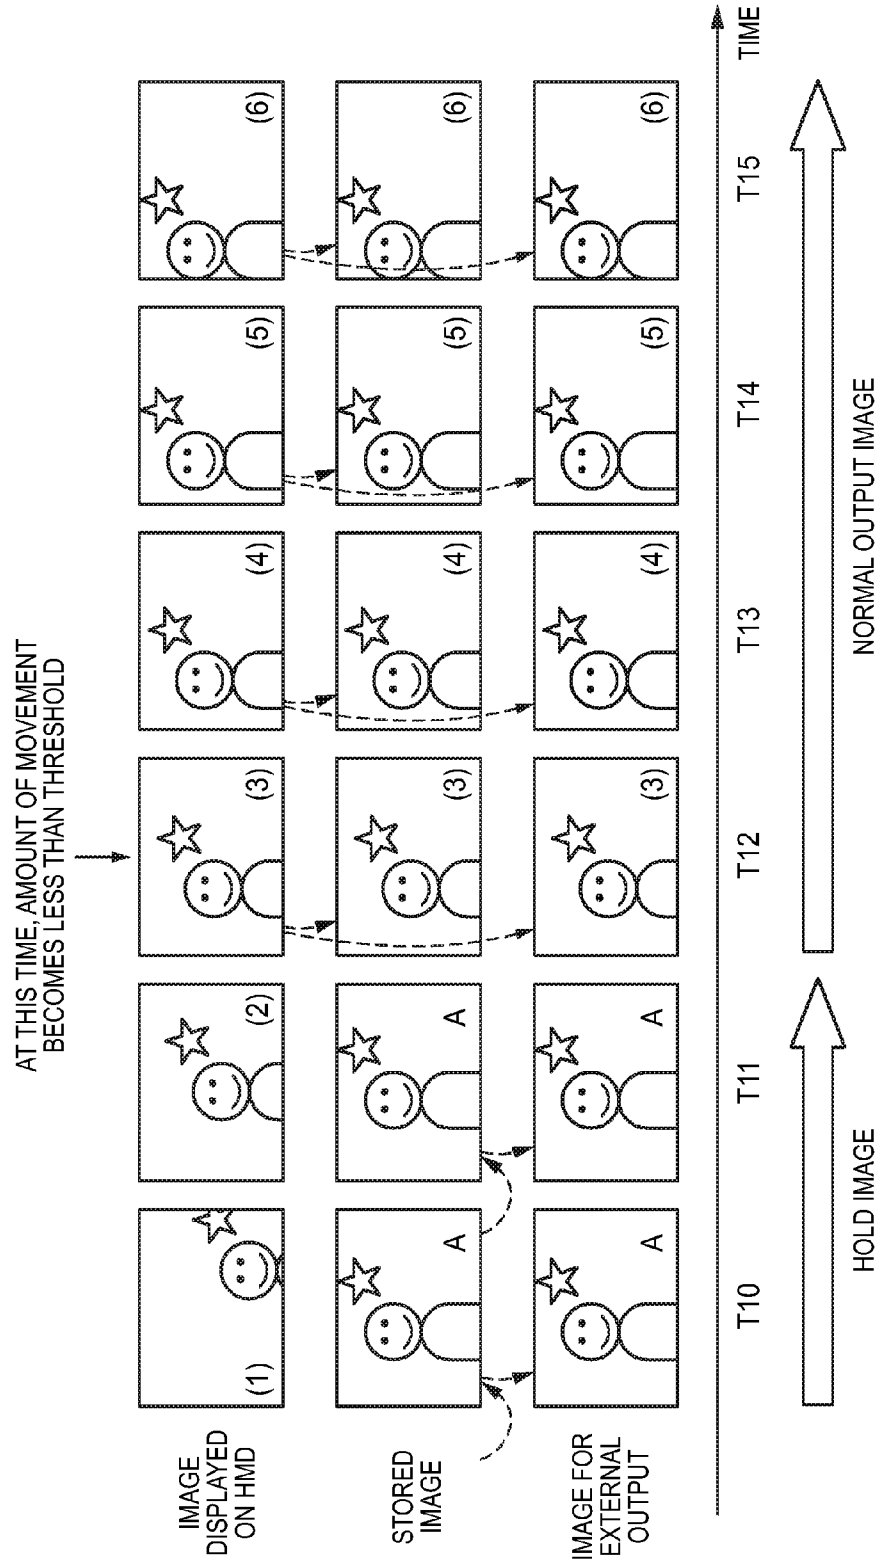 AT THIS TIME, AMOUNT OF MOVEMENT
BECOMES LESS THAN THRESHOLD
IMAGE
DISPLAYED
ON HMD
(1)
(2)
(3)
(4)
(5)
(6)
STORED
IMAGE
A
A
(3)
(4)
(5)
(6)
IMAGE FOR
EXTERNAL
OUTPUT
A
A
(3)
(4)
(5)
(6)
T10
T11
T12
T13
T14
T15
TIME
HOLD IMAGE
NORMAL OUTPUT IMAGE